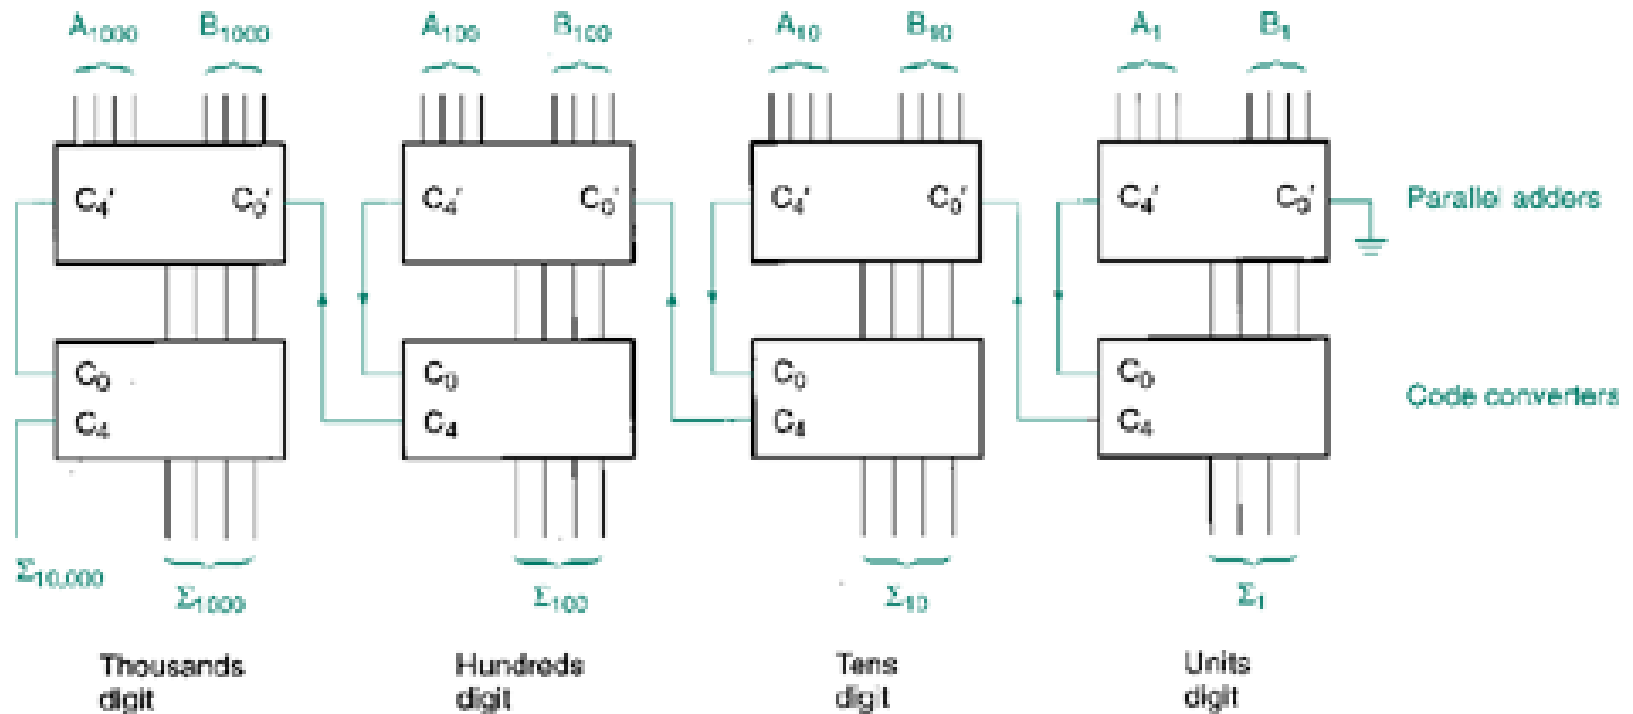 A₁₀₀₀ B₁₀₀₀ A₁₀₀ B₁₀₀ A₁₀ B₁₀ A₁ B₁
C₄' C₀' C₄' C₀' C₄' C₀' C₄' C₀' Parallel adders
C₀ C₀ C₀ C₀
Code converters
C₄ C₄ C₄ C₄
Σ₁₀,₀₀₀
Σ₁₀₀₀ Σ₁₀₀ Σ₁₀ Σ₁
Thousands Hundreds Tens Units
digit digit digit digit